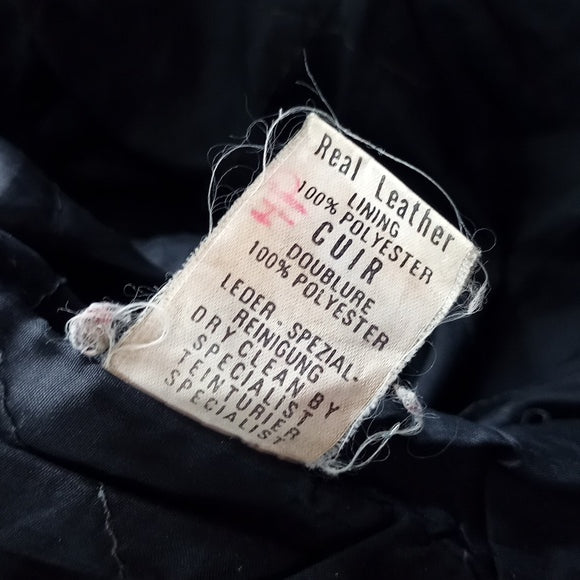 Real Leather
LINING
100% POLYESTER
CUIR
DOUBLURE
100% POLYESTER
LEDER - SPEZIAL-
REINIGUNG
DRY CLEAN BY
SPECIALIST
TEINTURIER
SPECIALIST